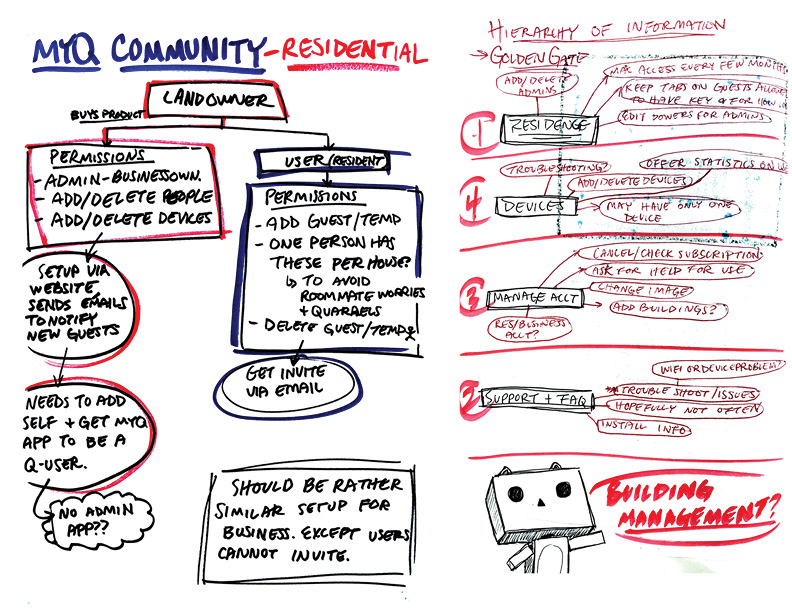 MYQ COMMUNITY - RESIDENTIAL
LANDOWNER
BUYS PRODUCT
PERMISSIONS
- ADMIN - BUSINESSOWN.
- ADD/DELETE PEOPLE
- ADD/DELETE DEVICES
SETUP VIA
WEBSITE,
SENDS EMAILS
TO NOTIFY
NEW GUESTS
NEEDS TO ADD
SELF + GET MYQ
APP TO BE A
Q-USER.
NO ADMIN
APP??
USER/RESIDENT
PERMISSIONS
- ADD GUEST/TEMP
- ONE PERSON HAS
THESE PER HOUSE?
↳ TO AVOID
ROOMMATE WORRIES
+ QUARRELS
- DELETE GUEST/TEMP
GET INVITE
VIA EMAIL
SHOULD BE RATHER
SIMILAR SETUP FOR
BUSINESS. EXCEPT USERS
CANNOT INVITE.
HIERARCHY OF INFORMATION
→ GOLDEN GATE
ADD/DELETE
ADMINS
MAY ACCESS EVERY FEW MONTHS
KEEP TABS ON GUESTS ALLOWED
TO HAVE KEY & FOR HOW
EDIT POWERS FOR ADMINS
1
RESIDENCE
TROUBLESHOOTING?
OFFER STATISTICS ON
ADD/DELETE DEVICES
4
DEVICES
MAY HAVE ONLY ONE
DEVICE
CANCEL/CHECK SUBSCRIPTION
ASK FOR HELP FOR USE
CHANGE IMAGE
3
MANAGE ACCT
ADD BUILDINGS?
RES/BUSINESS
ACCT?
WIFI OR DEVICE PROBLEM?
TROUBLE SHOOT/ISSUES
2
SUPPORT + FAQ
HOPEFULLY NOT OFTEN
INSTALL INFO
BUILDING
MANAGEMENT?